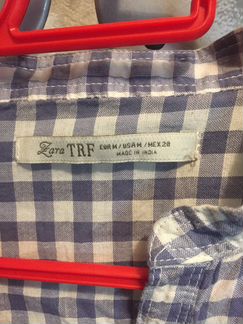 Zara TRF EUR M / USA M / MEX 28
MADE IN INDIA